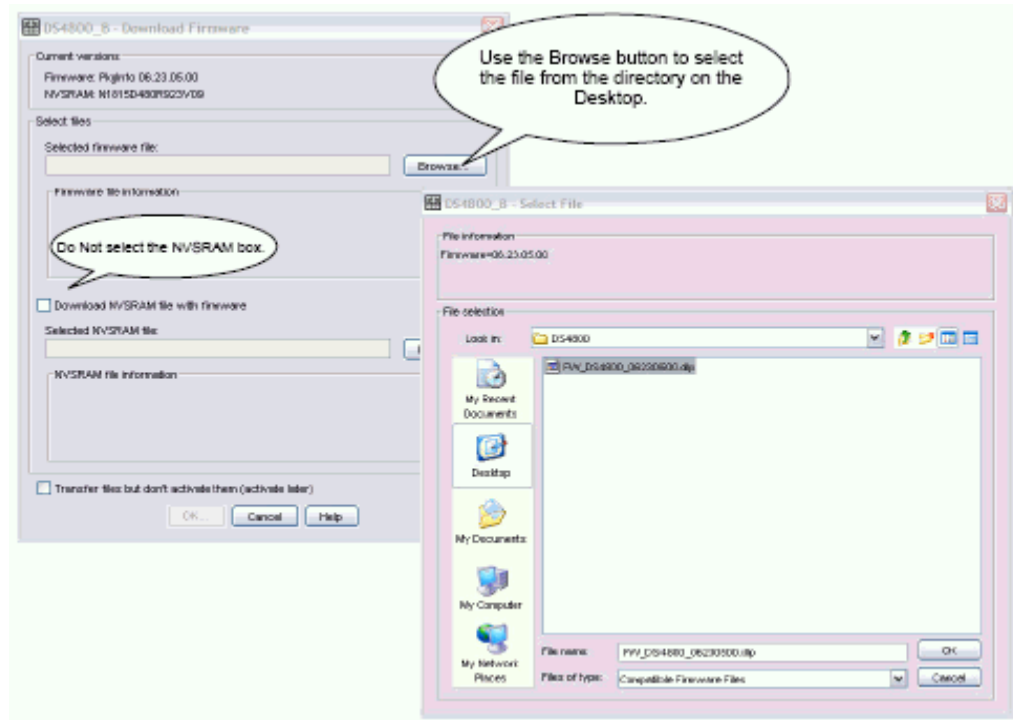 DS4800_B - Download Firmware
Use the Browse button to select
the file from the directory on the
Desktop.
Current versions
Firmware: PkgInfo 06.23.05.00
NVSRAM: N1815D480R923V09
Select files
Selected firmware file:
Browse...
Firmware file information
Do Not select the NVSRAM box.
Download NVSRAM file with firmware
Selected NVSRAM file:
NVSRAM file information
Transfer files but don't activate them (activate later)
OK...
Cancel
Help
DS4800_B - Select File
File information
Firmware=06.23.05.00
File selection
Look in:
DS4800
FW_DS4800_06230500.dlp
My Recent
Documents
Desktop
My Documents
My Computer
My Network
Places
File name:
FW_DS4800_06230500.dlp
OK
Files of type:
Compatible Firmware Files
Cancel